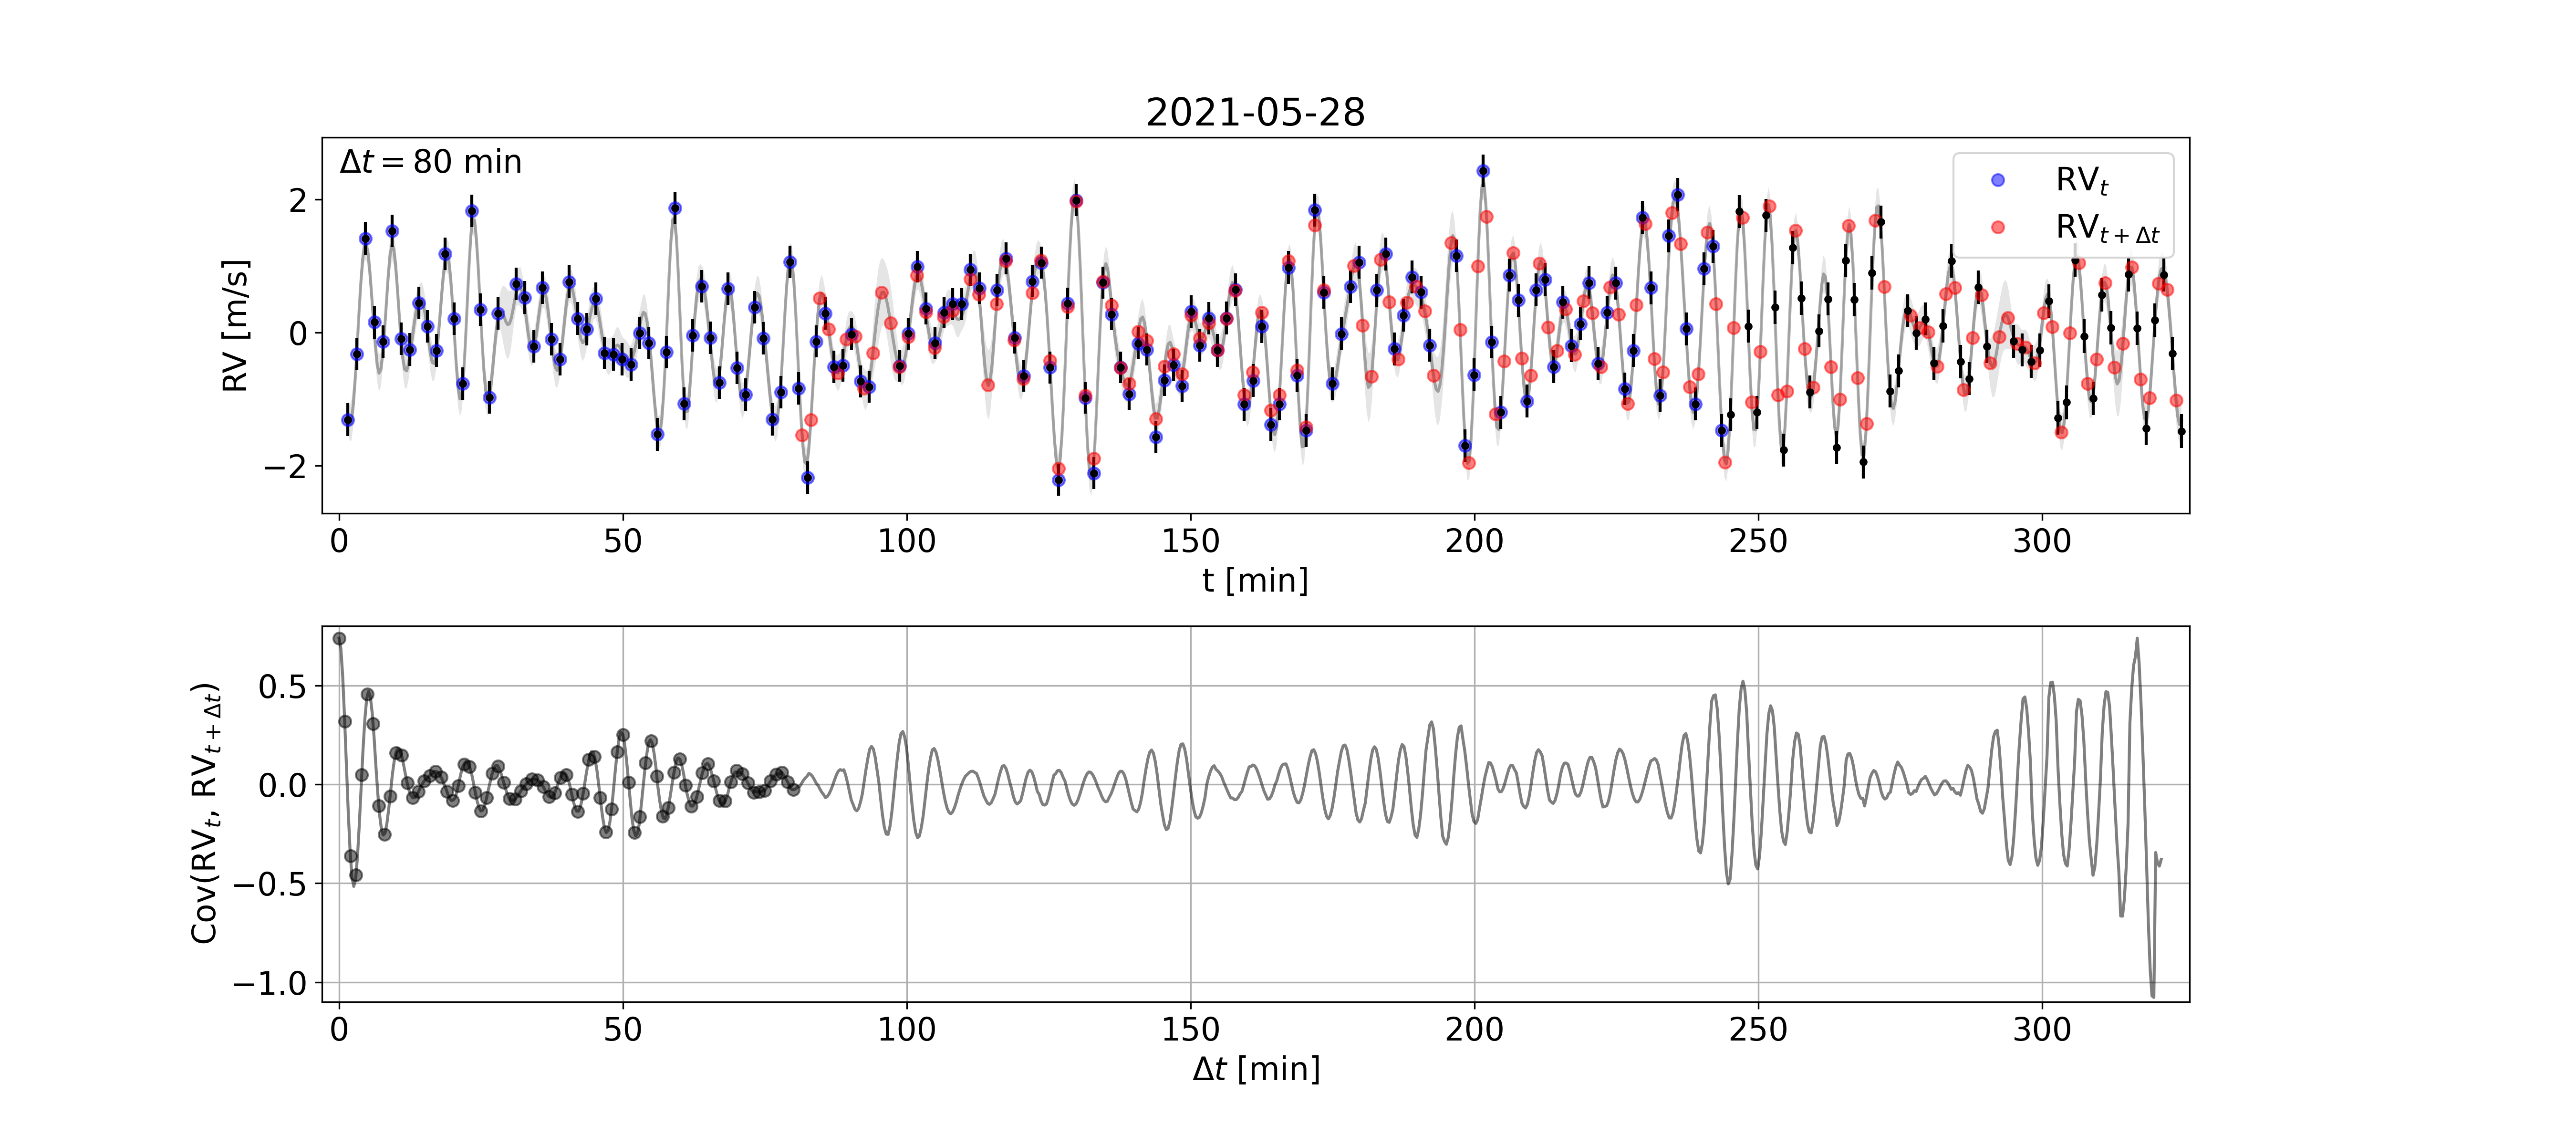 2021-05-28
Δt = 80 min
RV_t
RV_{t+Δt}
RV [m/s]
2
0
−2
0 50 100 150 200 250 300
t [min]
Cov(RV_t, RV_{t+Δt})
0.5
0.0
−0.5
−1.0
0 50 100 150 200 250 300
Δt [min]